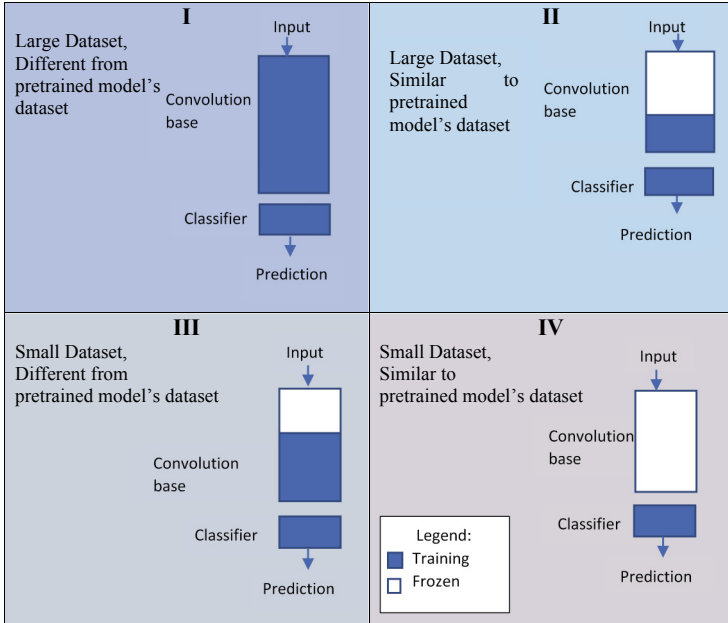 I
Large Dataset,
Different from
pretrained model's
dataset
Input
Convolution
base
Classifier
Prediction
II
Large Dataset,
Similar to
pretrained
model's dataset
Input
Convolution
base
Classifier
Prediction
III
Small Dataset,
Different from
pretrained model's dataset
Input
Convolution
base
Classifier
Prediction
IV
Small Dataset,
Similar to
pretrained model's dataset
Input
Convolution
base
Classifier
Prediction
Legend:
Training
Frozen